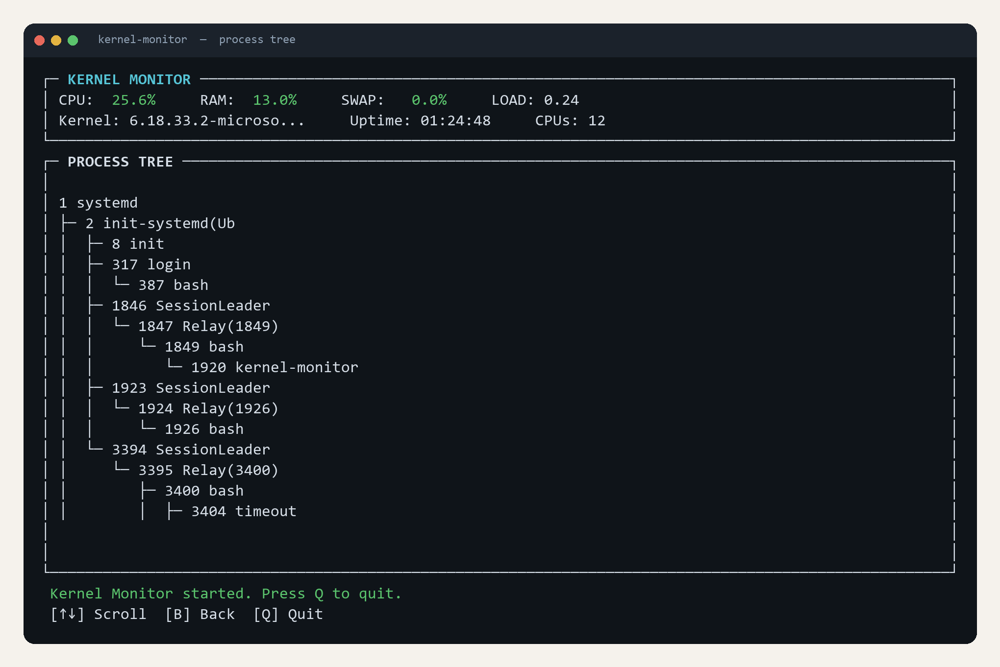 kernel-monitor — process tree
KERNEL MONITOR
CPU: 25.6% RAM: 13.0% SWAP: 0.0% LOAD: 0.24
Kernel: 6.18.33.2-microso... Uptime: 01:24:48 CPUs: 12
PROCESS TREE
1 systemd
├─ 2 init-systemd(Ub
│  ├─ 8 init
│  ├─ 317 login
│  │  └─ 387 bash
│  ├─ 1846 SessionLeader
│  │  └─ 1847 Relay(1849)
│  │     └─ 1849 bash
│  │        └─ 1920 kernel-monitor
│  ├─ 1923 SessionLeader
│  │  └─ 1924 Relay(1926)
│  │     └─ 1926 bash
│  └─ 3394 SessionLeader
│     └─ 3395 Relay(3400)
│        ├─ 3400 bash
│        │  ├─ 3404 timeout
Kernel Monitor started. Press Q to quit.
[↑↓] Scroll [B] Back [Q] Quit